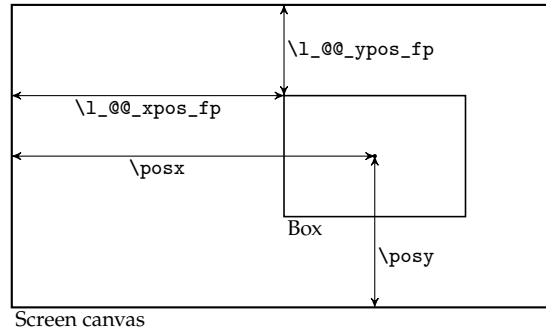 \l_@@_ypos_fp
\l_@@_xpos_fp
\posx
Box
\posy
Screen canvas